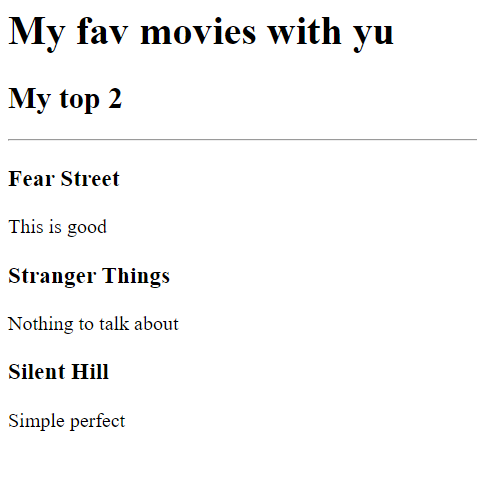 My fav movies with yu
My top 2
Fear Street
This is good
Stranger Things
Nothing to talk about
Silent Hill
Simple perfect